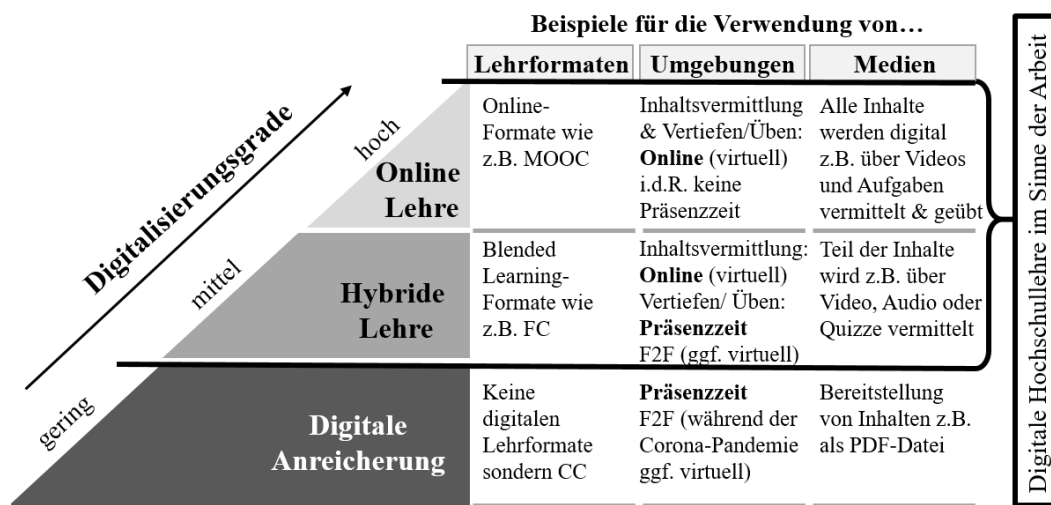 Beispiele für die Verwendung von…
Lehrformaten
Umgebungen
Medien
Digitalisierungsgrade
hoch
Online
Lehre
Online-
Formate wie
z.B. MOOC
Inhaltsvermittlung
& Vertiefen/Üben:
Online (virtuell)
i.d.R. keine
Präsenzzeit
Alle Inhalte
werden digital
z.B. über Videos
und Aufgaben
vermittelt & geübt
mittel
Hybride
Lehre
Blended
Learning-
Formate wie
z.B. FC
Inhaltsvermittlung:
Online (virtuell)
Vertiefen/ Üben:
Präsenzzeit
F2F (ggf. virtuell)
Teil der Inhalte
wird z.B. über
Video, Audio oder
Quizze vermittelt
gering
Digitale
Anreicherung
Keine
digitalen
Lehrformate
sondern CC
Präsenzzeit
F2F (während der
Corona-Pandemie
ggf. virtuell)
Bereitstellung
von Inhalten z.B.
als PDF-Datei
Digitale Hochschullehre im Sinne der Arbeit